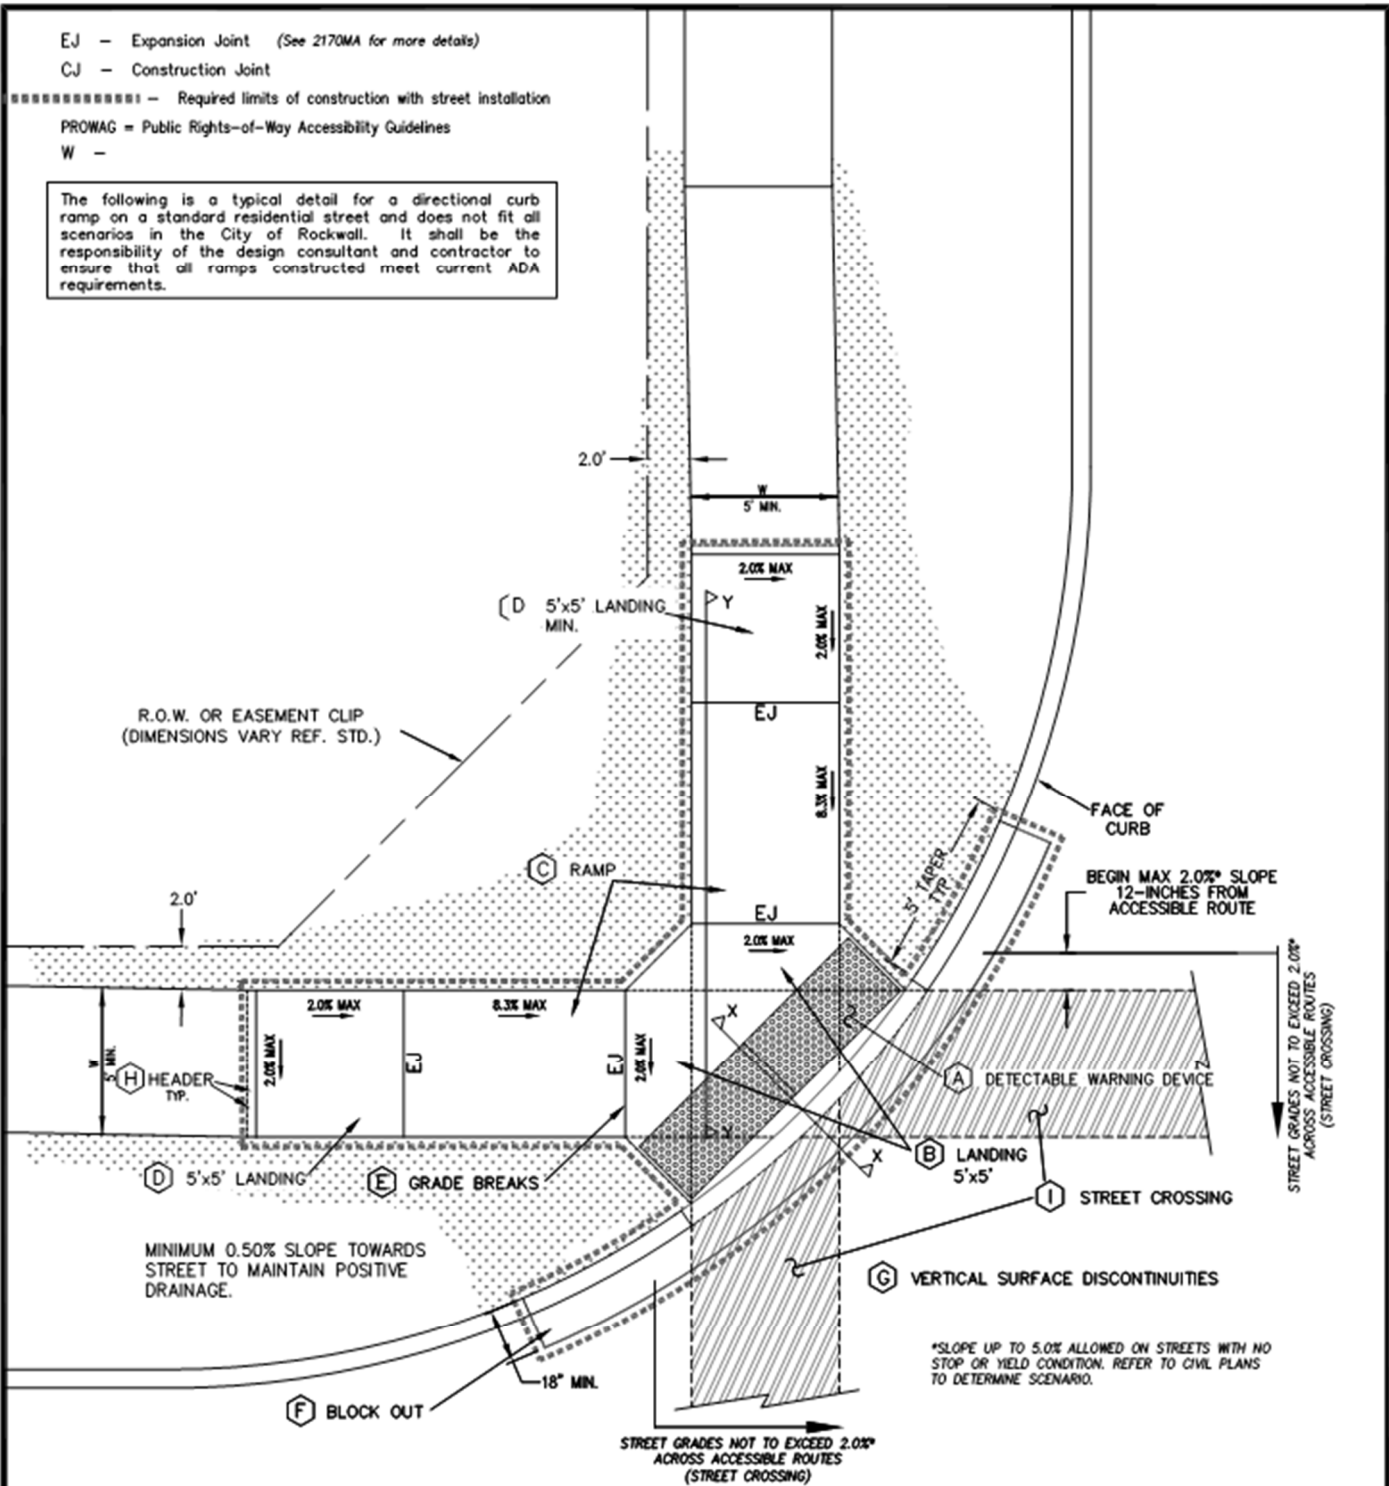 EJ – Expansion Joint (See 2170MA for more details)
CJ – Construction Joint
– Required limits of construction with street installation
PROWAG = Public Rights-of-Way Accessibility Guidelines
W –
The following is a typical detail for a directional curb
ramp on a standard residential street and does not fit all
scenarios in the City of Rockwall. It shall be the
responsibility of the design consultant and contractor to
ensure that all ramps constructed meet current ADA
requirements.
2.0'
W
5' MIN.
2.0% MAX
D 5'x5' LANDING
MIN.
Y
2.0% MAX
EJ
R.O.W. OR EASEMENT CLIP
(DIMENSIONS VARY REF. STD.)
8.3% MAX
FACE OF
CURB
C RAMP
5' TAPER
TYP.
BEGIN MAX 2.0%* SLOPE
12-INCHES FROM
ACCESSIBLE ROUTE
2.0'
EJ
2.0% MAX
STREET GRADES NOT TO EXCEED 2.0%*
ACROSS ACCESSIBLE ROUTES
(STREET CROSSING)
2.0% MAX
8.3% MAX
X
W
5' MIN.
H HEADER
TYP.
2.0% MAX
EJ
EJ
2.0% MAX
A DETECTABLE WARNING DEVICE
Y
X
B LANDING
5'x5'
D 5'x5' LANDING
E GRADE BREAKS
I STREET CROSSING
MINIMUM 0.50% SLOPE TOWARDS
STREET TO MAINTAIN POSITIVE
DRAINAGE.
G VERTICAL SURFACE DISCONTINUITIES
*SLOPE UP TO 5.0% ALLOWED ON STREETS WITH NO
STOP OR YIELD CONDITION. REFER TO CIVIL PLANS
TO DETERMINE SCENARIO.
18" MIN.
F BLOCK OUT
STREET GRADES NOT TO EXCEED 2.0%*
ACROSS ACCESSIBLE ROUTES
(STREET CROSSING)